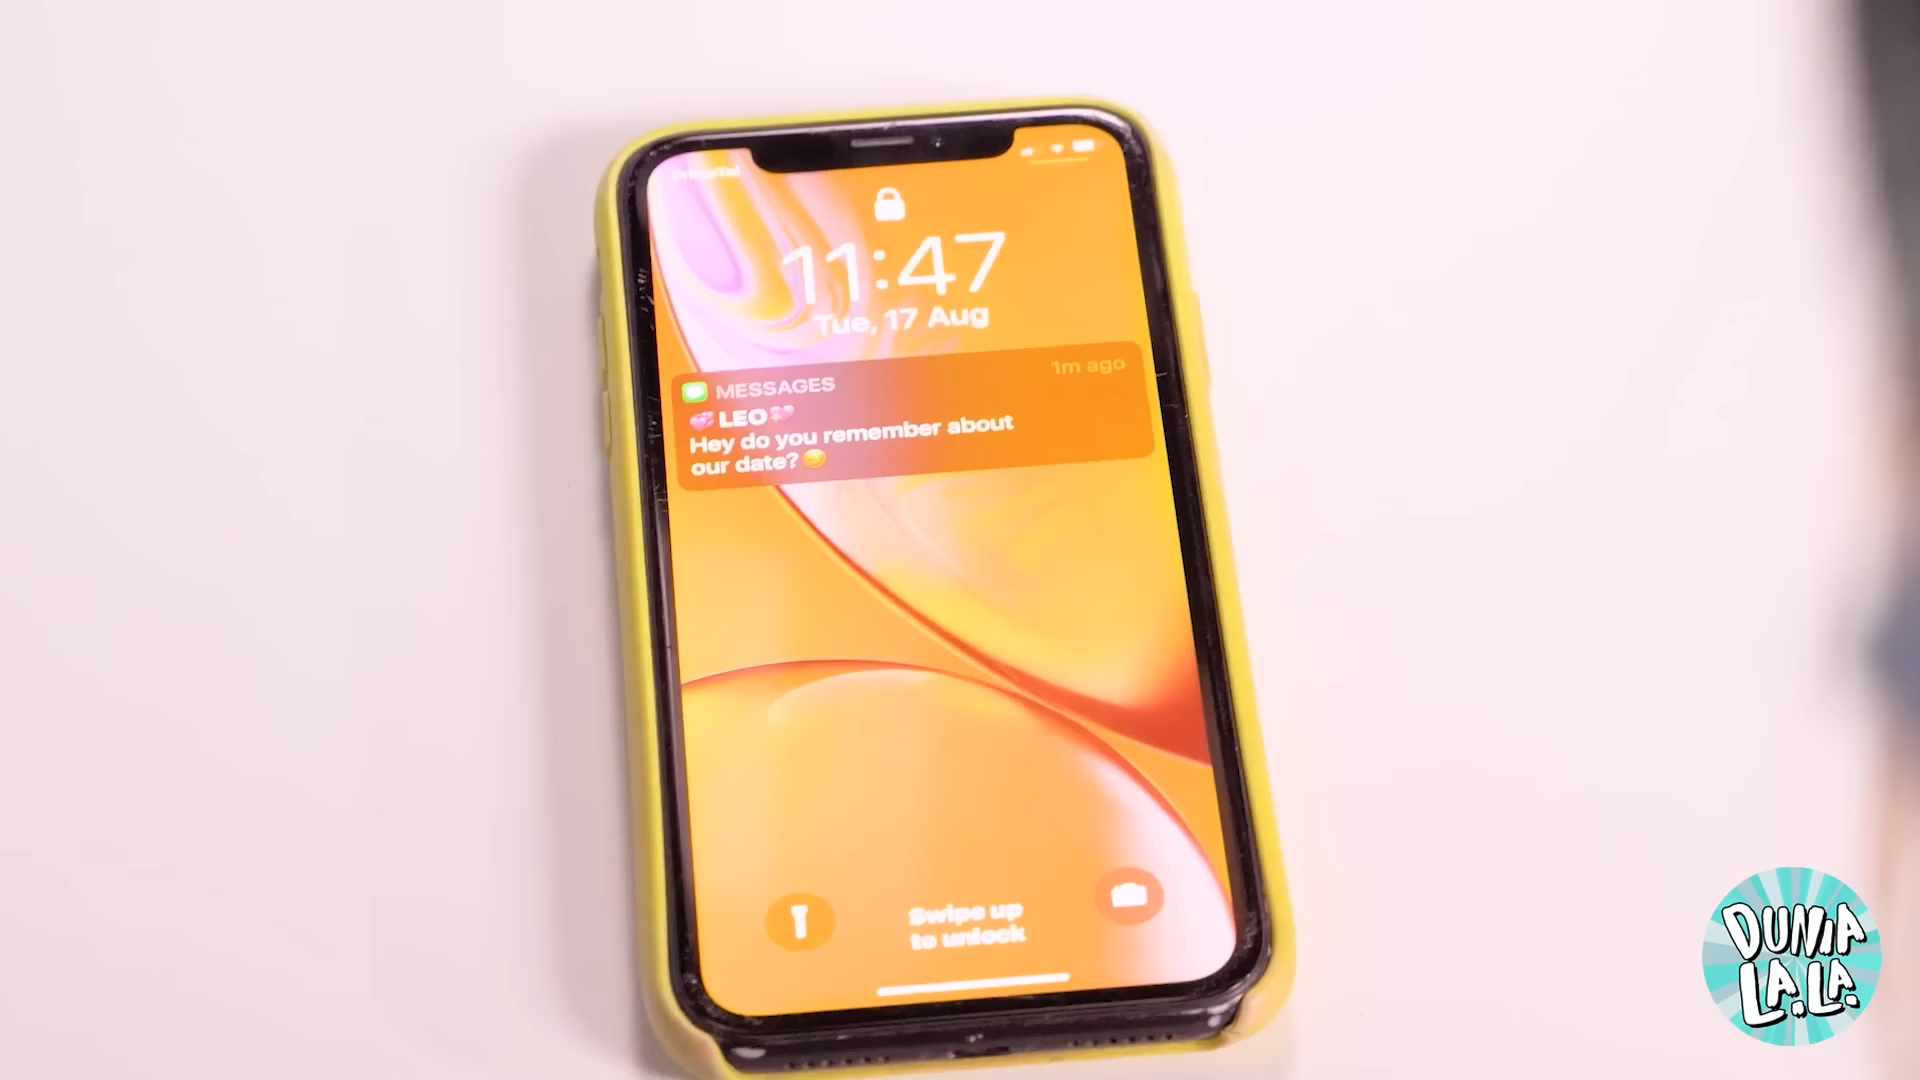 PrimeTel
11:47
Tue, 17 Aug
MESSAGES
1m ago
💞 LEO 💞
Hey do you remember about
our date? 😏
Swipe up
to unlock
DUNIA
LA.LA.